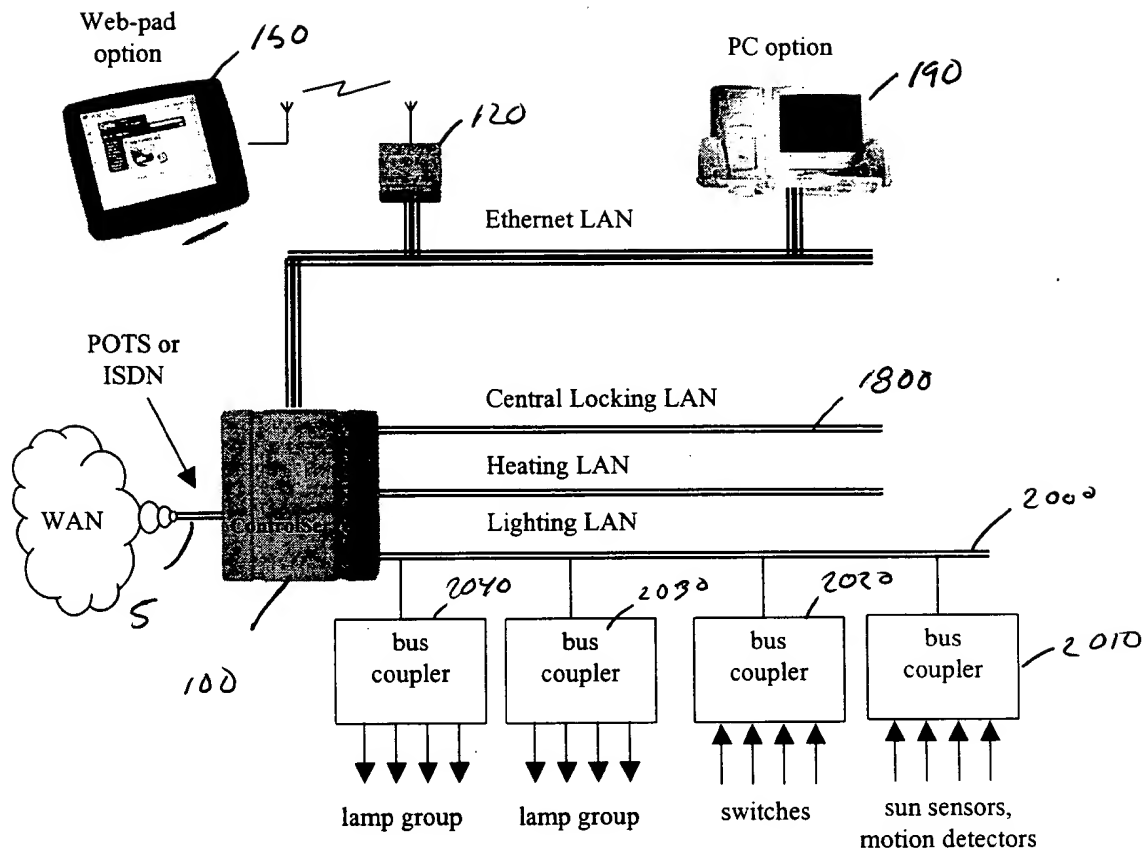 Web-pad
option
150
120
PC option
190
Ethernet LAN
POTS or
ISDN
Central Locking LAN
1800
Heating LAN
WAN
Lighting LAN
2000
5
100
2040
bus
coupler
2030
bus
coupler
2020
bus
coupler
2010
bus
coupler
lamp group
lamp group
switches
sun sensors,
motion detectors